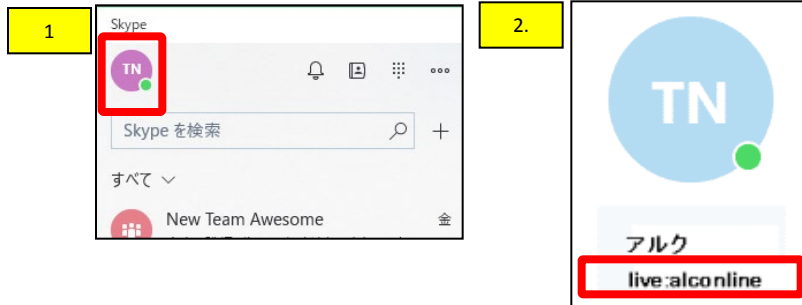 1
Skype
TN
Skype を検索
すべて
New Team Awesome
金
2.
TN
アルク
live:alconline